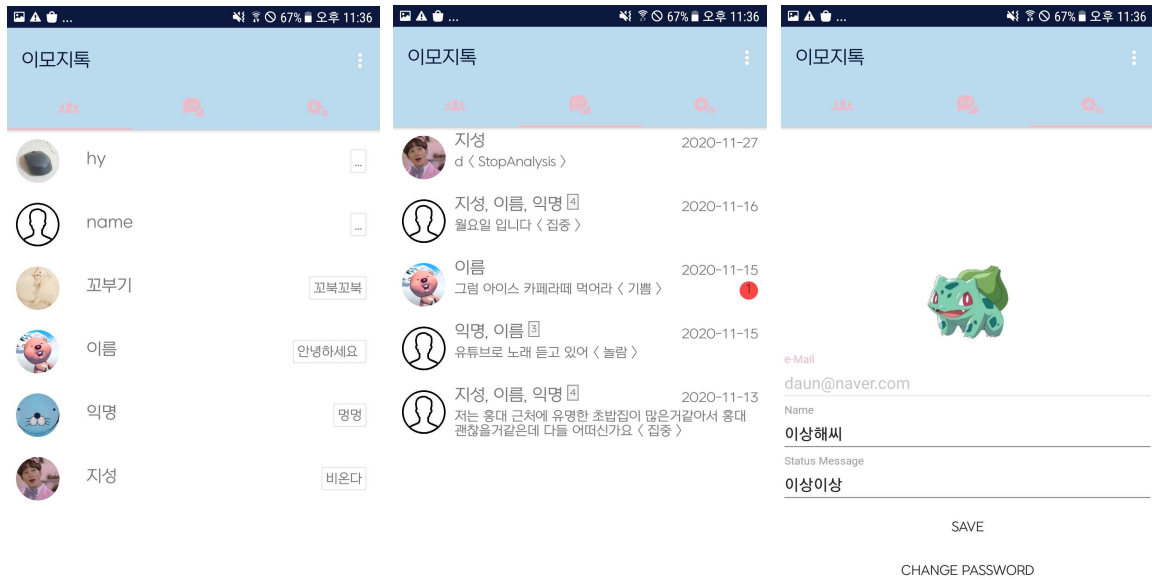 ... 67% 오후 11:36
이모지톡
hy
...
name
...
꼬부기
꼬북꼬북
이름
안녕하세요
익명
멍멍
지성
비온다
... 67% 오후 11:36
이모지톡
지성
2020-11-27
d < StopAnalysis >
지성, 이름, 익명 4
2020-11-16
월요일 입니다 < 집중 >
이름
2020-11-15
그럼 아이스 카페라떼 먹어라 < 기쁨 >
1
익명, 이름 3
2020-11-15
유튜브로 노래 듣고 있어 < 놀람 >
지성, 이름, 익명 4
2020-11-13
저는 홍대 근처에 유명한 초밥집이 많은거같아서 홍대
괜찮을거같은데 다들 어떠신가요 < 집중 >
... 67% 오후 11:36
이모지톡
e-Mail
daun@naver.com
Name
이상해씨
Status Message
이상이상
SAVE
CHANGE PASSWORD